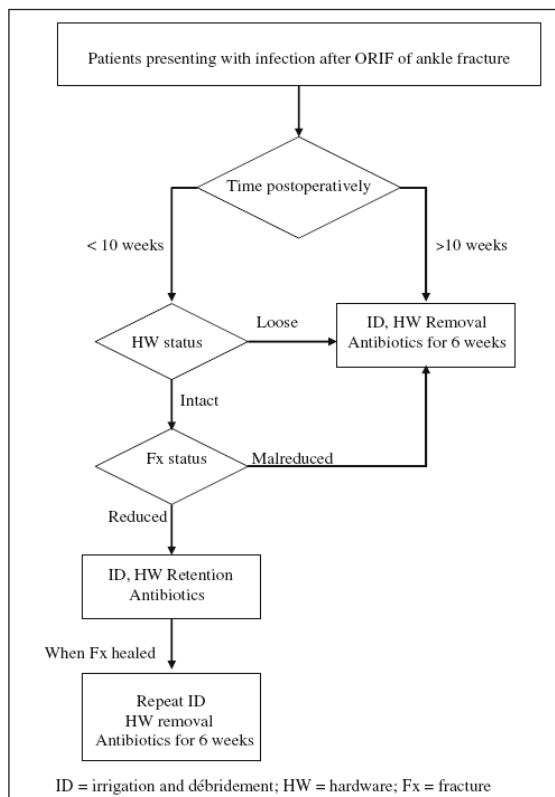 Patients presenting with infection after ORIF of ankle fracture
Time postoperatively
< 10 weeks
>10 weeks
HW status
Loose
ID, HW Removal
Antibiotics for 6 weeks
Intact
Fx status
Malreduced
Reduced
ID, HW Retention
Antibiotics
When Fx healed
Repeat ID
HW removal
Antibiotics for 6 weeks
ID = irrigation and débridement; HW = hardware; Fx = fracture